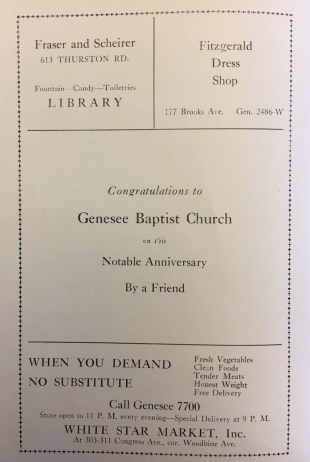 Fraser and Scheirer
613 THURSTON RD.
Fountain—Candy—Toiletries
LIBRARY
Fitzgerald
Dress
Shop
177 Brooks Ave. Gen. 2486-W
Congratulations to
Genesee Baptist Church
on this
Notable Anniversary
By a Friend
WHEN YOU DEMAND
NO SUBSTITUTE
Fresh Vegetables
Clean Foods
Tender Meats
Honest Weight
Free Delivery
Call Genesee 7700
Store open to 11 P. M. every evening—Special Delivery at 9 P. M.
WHITE STAR MARKET, Inc.
At 303-311 Congress Ave., cor. Woodbine Ave.